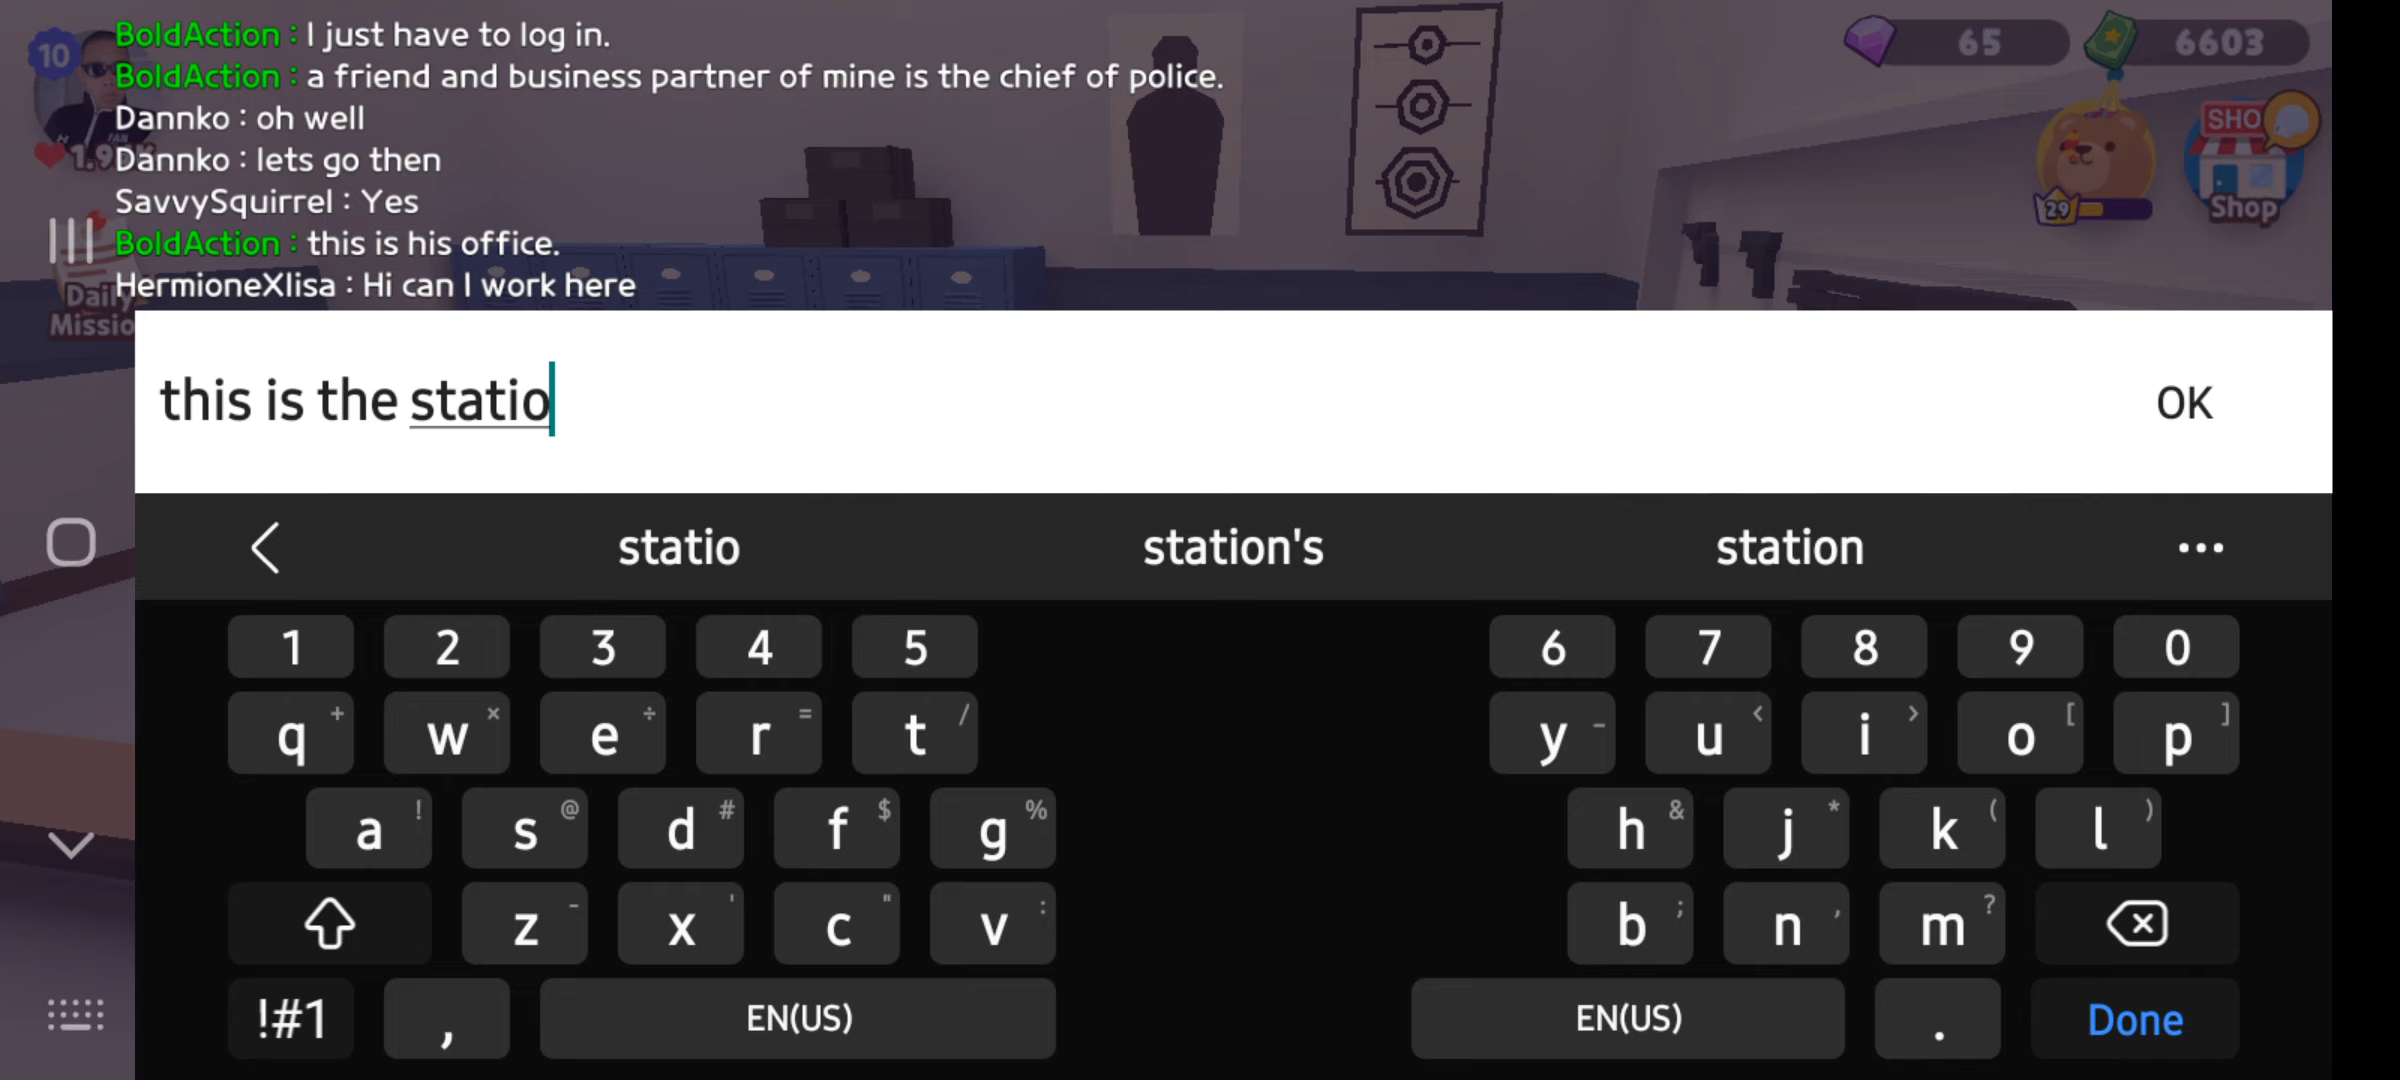 BoldAction : I just have to log in.
BoldAction : a friend and business partner of mine is the chief of police.
Dannko : oh well
Dannko : lets go then
SavvySquirrel : Yes
BoldAction : this is his office.
HermioneXlisa : Hi can I work here
10
1.9
Daily
Missio
65
6603
29
SHO
Shop
this is the statio
OK
statio station's station ...
1 2 3 4 5 6 7 8 9 0
q + w × e ÷ r = t / y - u < i > o [ p ]
a ! s @ d # f $ g % h & j * k ( l )
z - x ' c " v : b ; n , m ?
!#1 , EN(US) EN(US) . Done